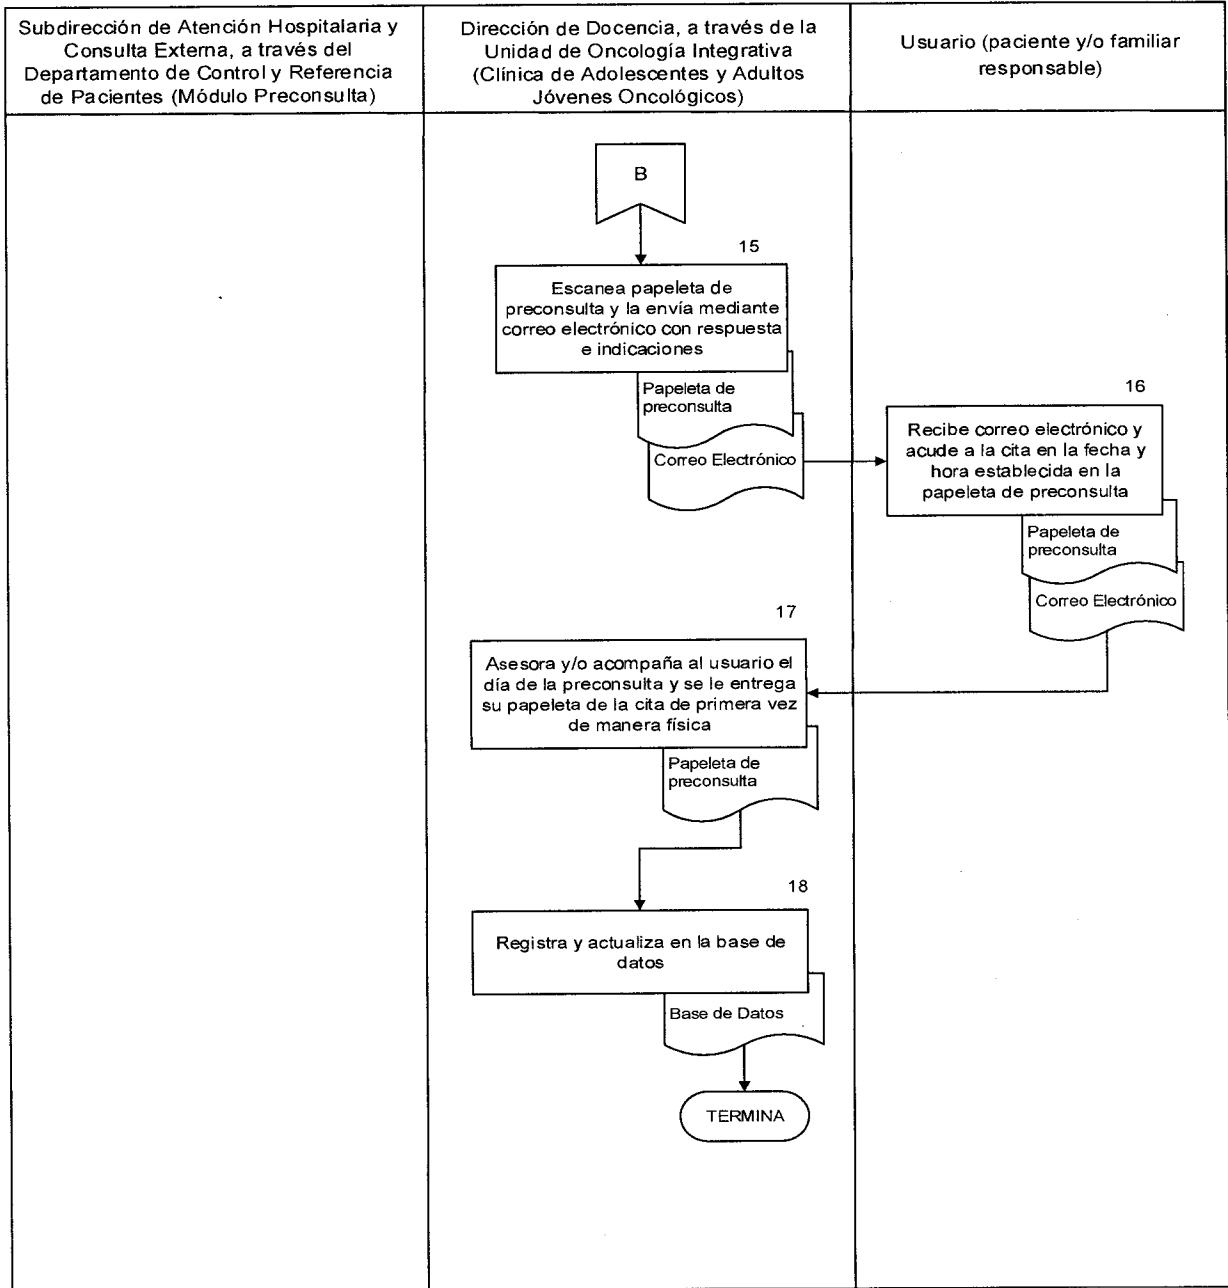 Subdirección de Atención Hospitalaria y
Consulta Externa, a través del
Departamento de Control y Referencia
de Pacientes (Módulo Preconsulta)
Dirección de Docencia, a través de la
Unidad de Oncología Integrativa
(Clínica de Adolescentes y Adultos
Jóvenes Oncológicos)
Usuario (paciente y/o familiar
responsable)
B
15
Escanea papeleta de
preconsulta y la envía mediante
correo electrónico con respuesta
e indicaciones
Papeleta de
preconsulta
Correo Electrónico
16
Recibe correo electrónico y
acude a la cita en la fecha y
hora establecida en la
papeleta de preconsulta
Papeleta de
preconsulta
Correo Electrónico
17
Asesora y/o acompaña al usuario el
día de la preconsulta y se le entrega
su papeleta de la cita de primera vez
de manera física
Papeleta de
preconsulta
18
Registra y actualiza en la base de
datos
Base de Datos
TERMINA